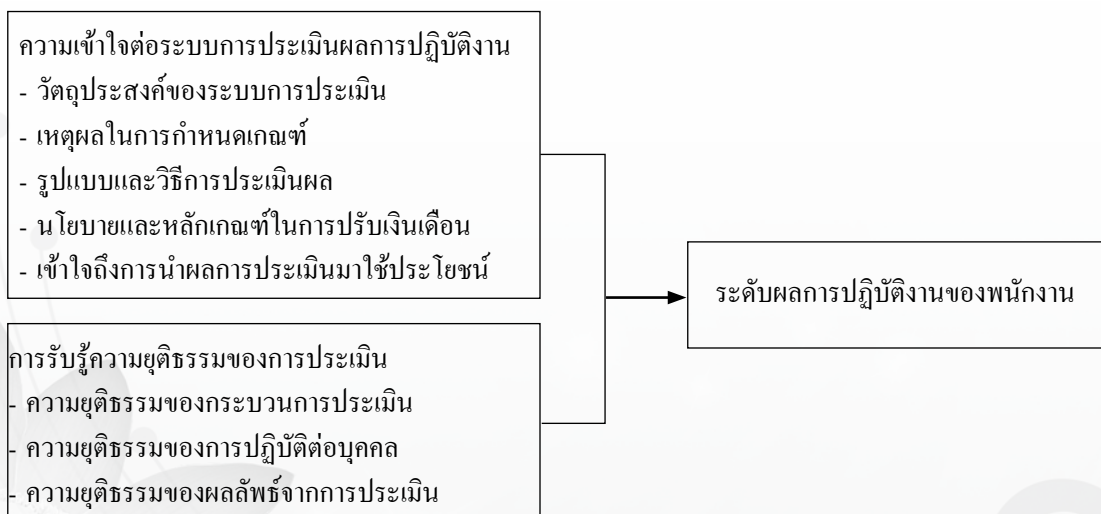 ความเข้าใจต่อระบบการประเมินผลการปฏิบัติงาน
- วัตถุประสงค์ของระบบการประเมิน
- เหตุผลในการกำหนดเกณฑ์
- รูปแบบและวิธีการประเมินผล
- นโยบายและหลักเกณฑ์ในการปรับเงินเดือน
- เข้าใจถึงการนำผลการประเมินมาใช้ประโยชน์
ระดับผลการปฏิบัติงานของพนักงาน
การรับรู้ความยุติธรรมของการประเมิน
- ความยุติธรรมของกระบวนการประเมิน
- ความยุติธรรมของการปฏิบัติต่อบุคคล
- ความยุติธรรมของผลลัพธ์จากการประเมิน